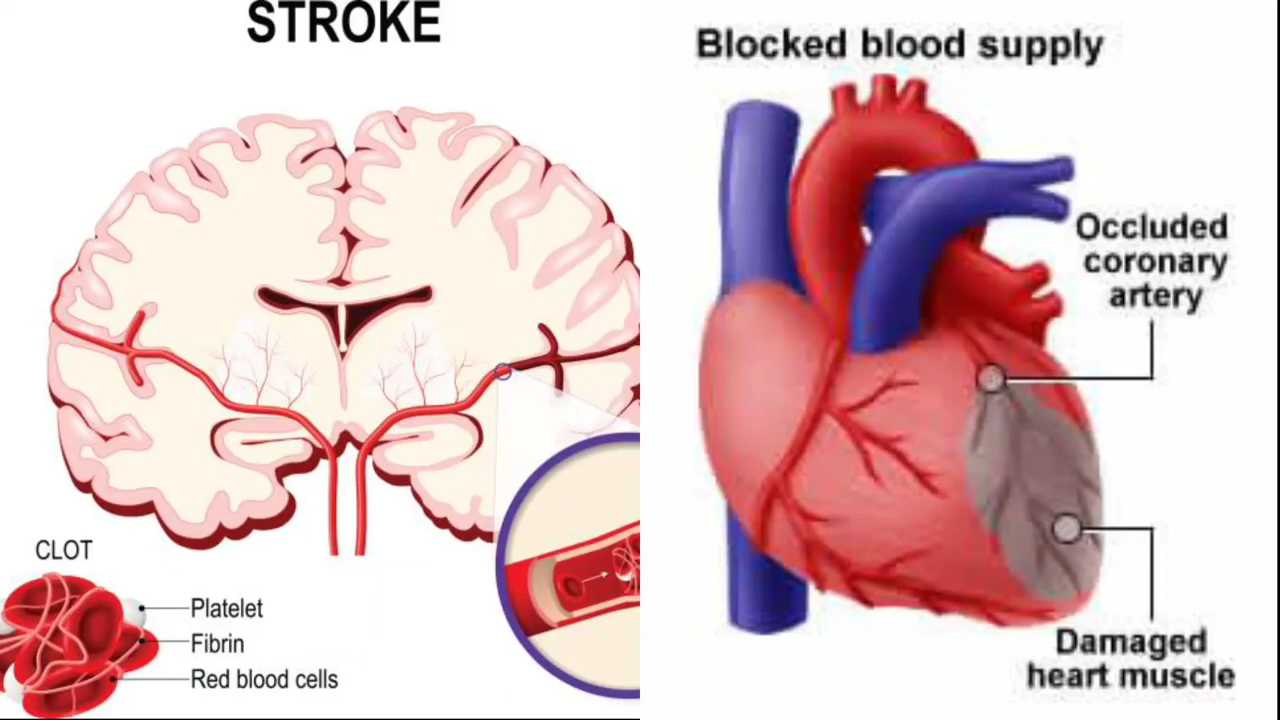 STROKE
CLOT
Platelet
Fibrin
Red blood cells
Blocked blood supply
Occluded
coronary
artery
Damaged
heart muscle